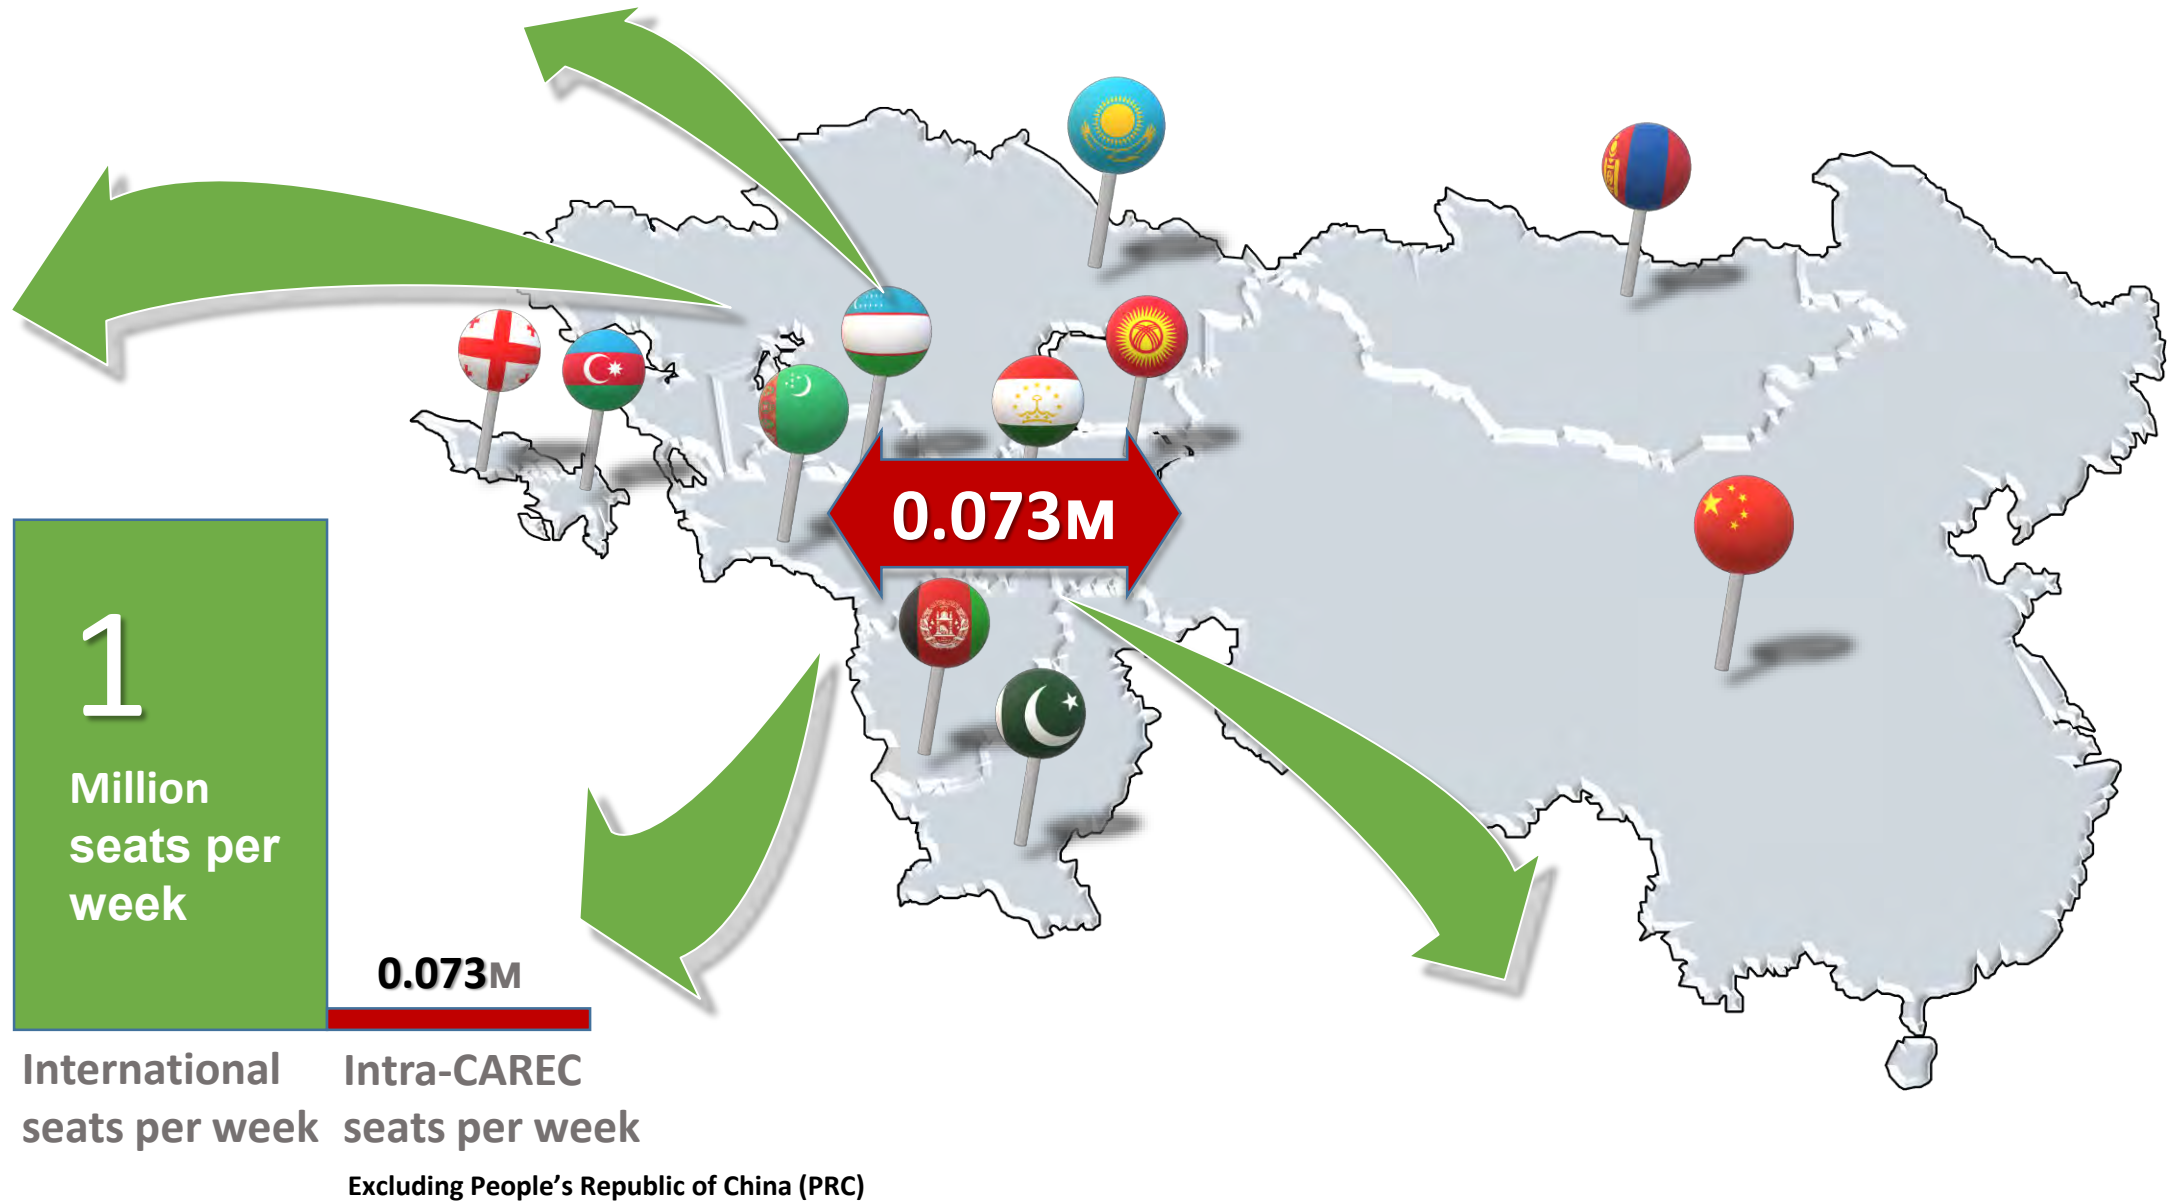 0.073M
1
Million
seats per
week
0.073M
International
seats per week
Intra-CAREC
seats per week
Excluding People’s Republic of China (PRC)